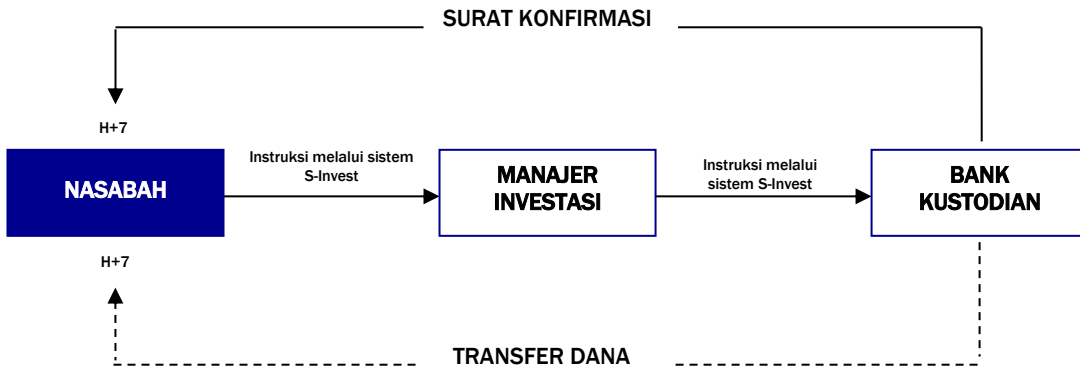 SURAT KONFIRMASI
H+7
NASABAH
Instruksi melalui sistem
S-Invest
MANAJER
INVESTASI
Instruksi melalui
sistem S-Invest
BANK
KUSTODIAN
H+7
TRANSFER DANA